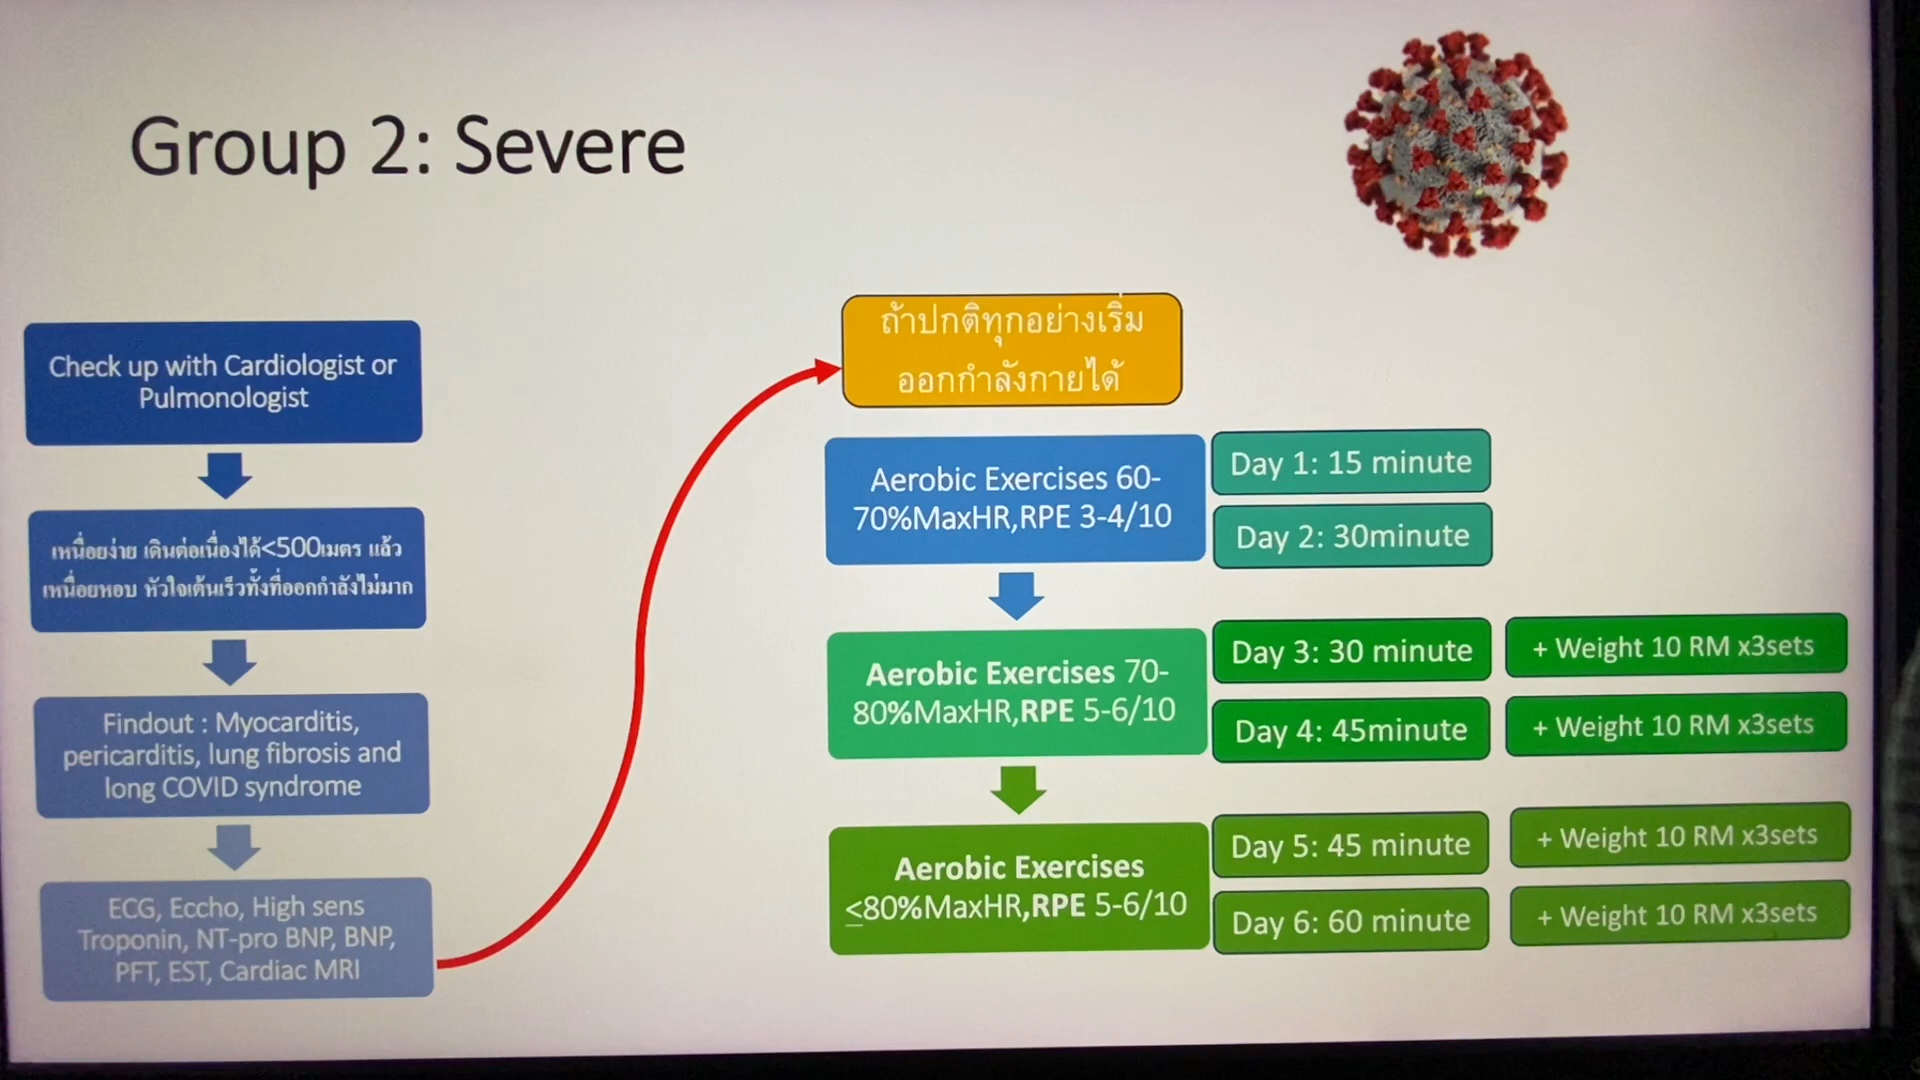 Group 2: Severe
Check up with Cardiologist or
Pulmonologist
เหนื่อยง่าย เดินต่อเนื่องได้<500เมตร แล้ว
เหนื่อยหอบ หัวใจเต้นเร็วทั้งที่ออกกำลังไม่มาก
Findout : Myocarditis,
pericarditis, lung fibrosis and
long COVID syndrome
ECG, Eccho, High sens
Troponin, NT-pro BNP, BNP,
PFT, EST, Cardiac MRI
ถ้าปกติทุกอย่างเริ่ม
ออกกำลังกายได้
Aerobic Exercises 60-
70%MaxHR,RPE 3-4/10
Day 1: 15 minute
Day 2: 30minute
Aerobic Exercises 70-
80%MaxHR,RPE 5-6/10
Day 3: 30 minute
+ Weight 10 RM x3sets
Day 4: 45minute
+ Weight 10 RM x3sets
Aerobic Exercises
≤80%MaxHR,RPE 5-6/10
Day 5: 45 minute
+ Weight 10 RM x3sets
Day 6: 60 minute
+ Weight 10 RM x3sets